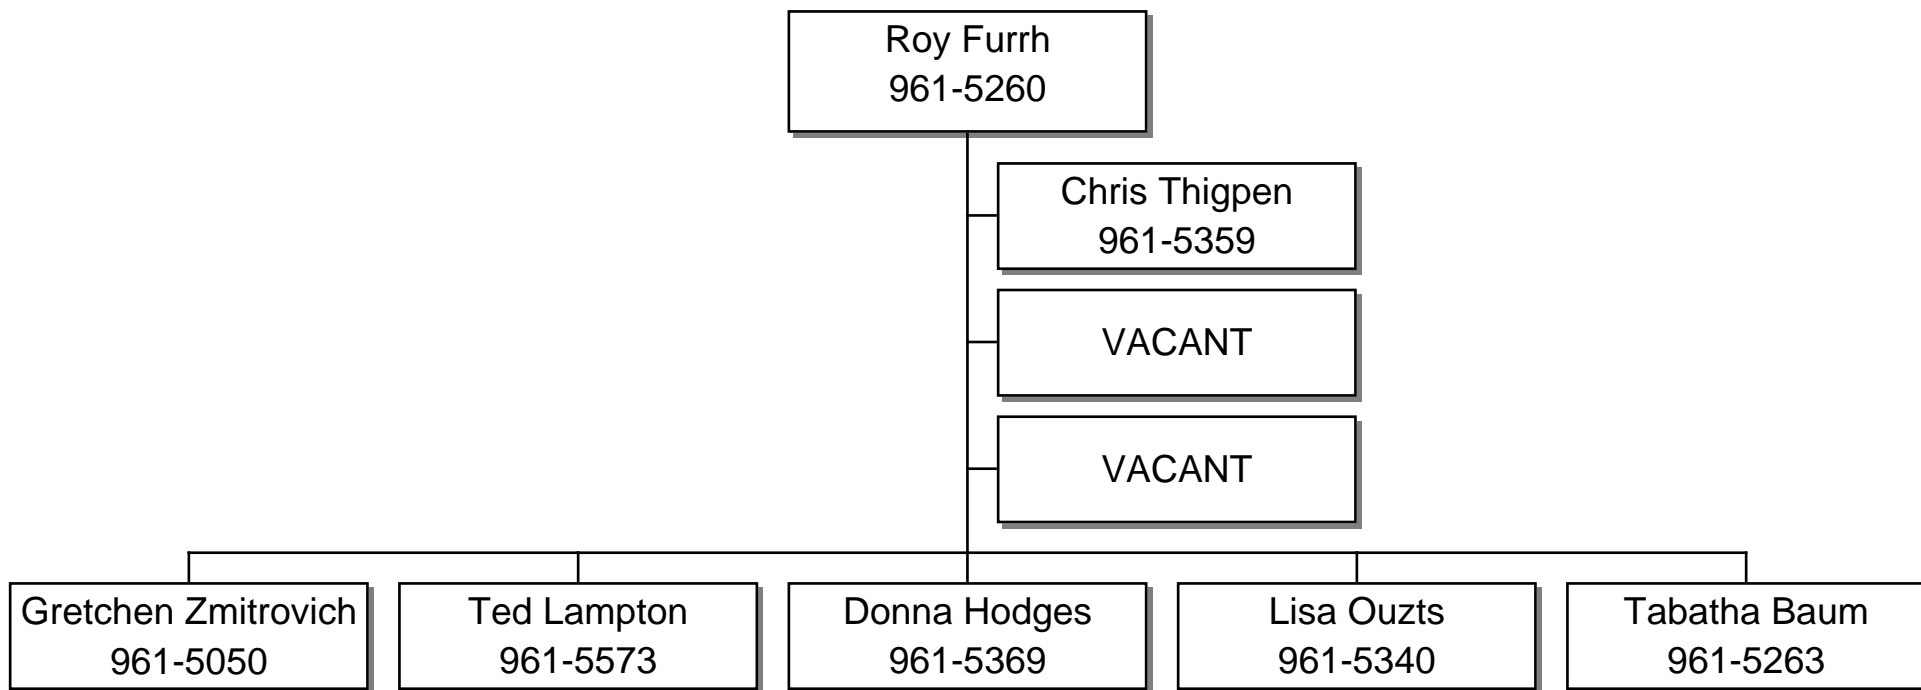 Roy Furrh
961-5260
Chris Thigpen
961-5359
VACANT
VACANT
Gretchen Zmitrovich
961-5050
Ted Lampton
961-5573
Donna Hodges
961-5369
Lisa Ouzts
961-5340
Tabatha Baum
961-5263